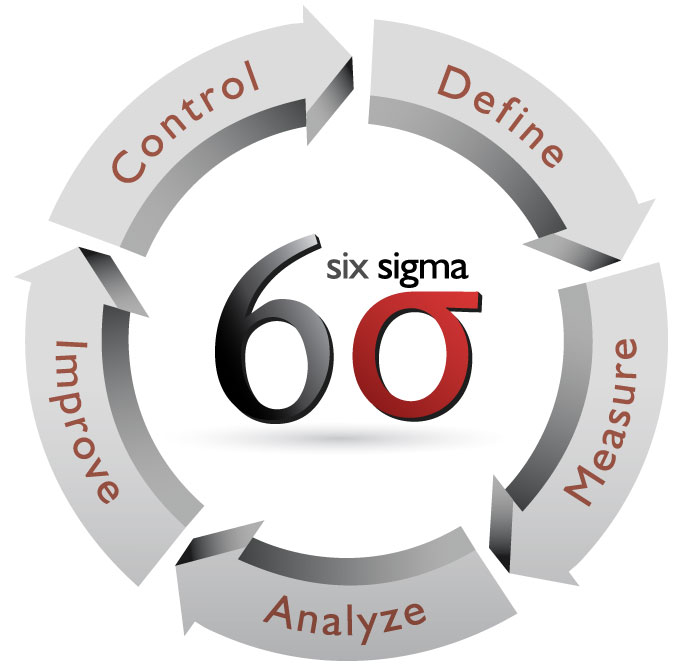 Control
Define
six sigma
6σ
Improve
Measure
Analyze